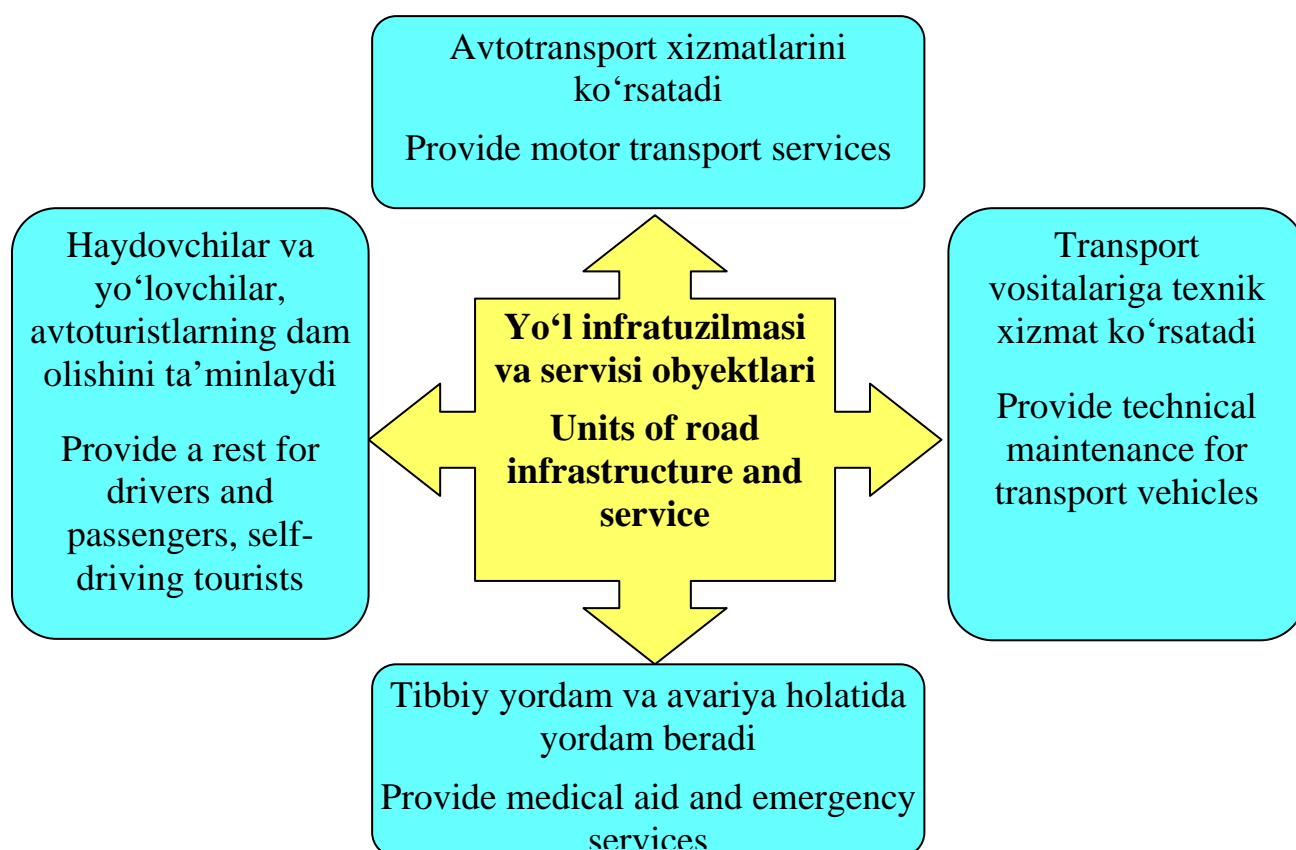 Avtotransport xizmatlarini
ko‘rsatadi
Provide motor transport services
Haydovchilar va
yo‘lovchilar,
avtoturistlarning dam
olishini ta’minlaydi
Provide a rest for
drivers and
passengers, self-
driving tourists
Yo‘l infratuzilmasi
va servisi obyektlari
Units of road
infrastructure and
service
Transport
vositalariga texnik
xizmat ko‘rsatadi
Provide technical
maintenance for
transport vehicles
Tibbiy yordam va avariya holatida
yordam beradi
Provide medical aid and emergency
services